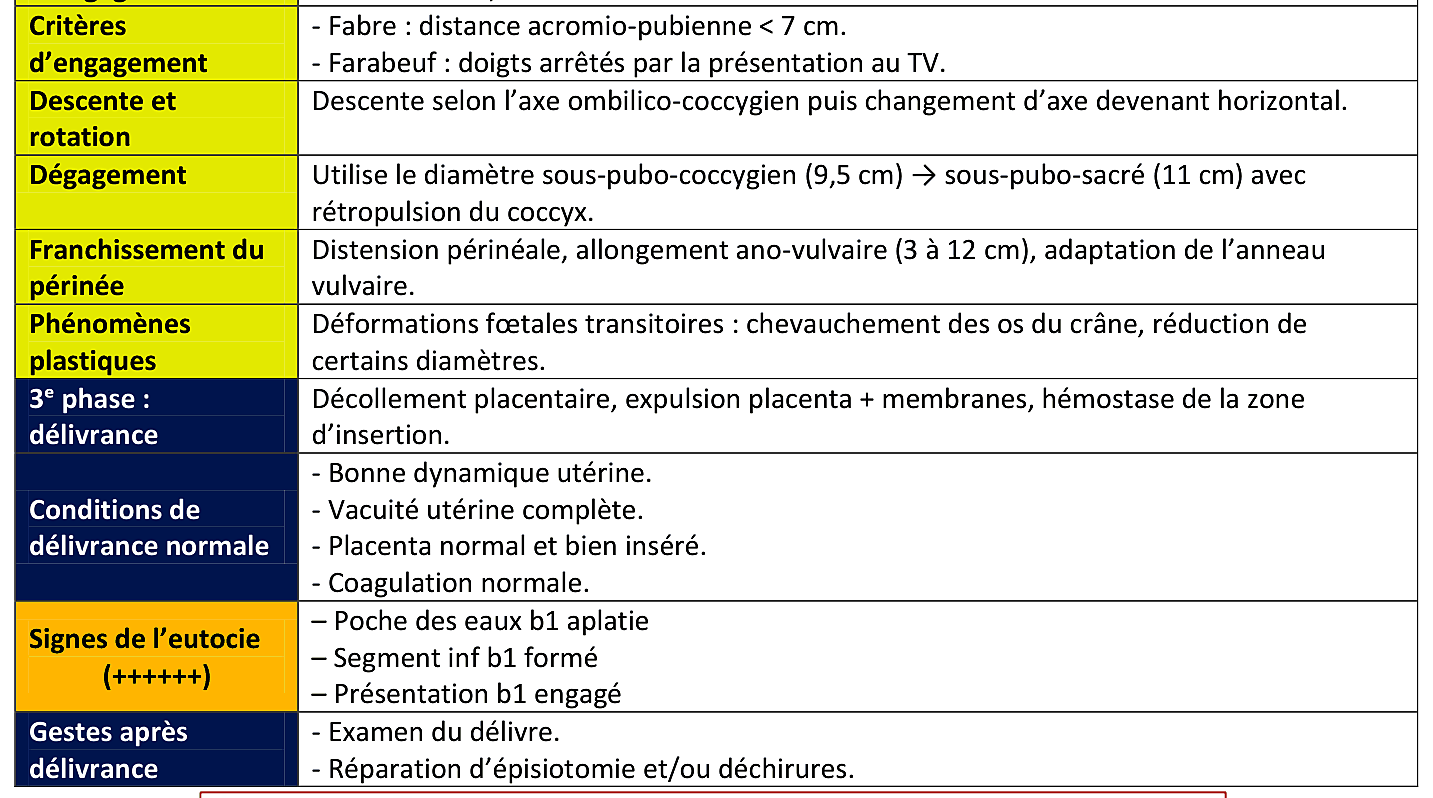 Critères
d’engagement
- Fabre : distance acromio-pubienne < 7 cm.
- Farabeuf : doigts arrêtés par la présentation au TV.
Descente et
rotation
Descente selon l’axe ombilico-coccygien puis changement d’axe devenant horizontal.
Dégagement
Utilise le diamètre sous-pubo-coccygien (9,5 cm) → sous-pubo-sacré (11 cm) avec
rétropulsion du coccyx.
Franchissement du
périnée
Distension périnéale, allongement ano-vulvaire (3 à 12 cm), adaptation de l’anneau
vulvaire.
Phénomènes
plastiques
Déformations fœtales transitoires : chevauchement des os du crâne, réduction de
certains diamètres.
3e phase :
délivrance
Décollement placentaire, expulsion placenta + membranes, hémostase de la zone
d’insertion.
Conditions de
délivrance normale
- Bonne dynamique utérine.
- Vacuité utérine complète.
- Placenta normal et bien inséré.
- Coagulation normale.
Signes de l’eutocie
(++++++)
– Poche des eaux b1 aplatie
– Segment inf b1 formé
– Présentation b1 engagé
Gestes après
délivrance
- Examen du délivre.
- Réparation d’épisiotomie et/ou déchirures.